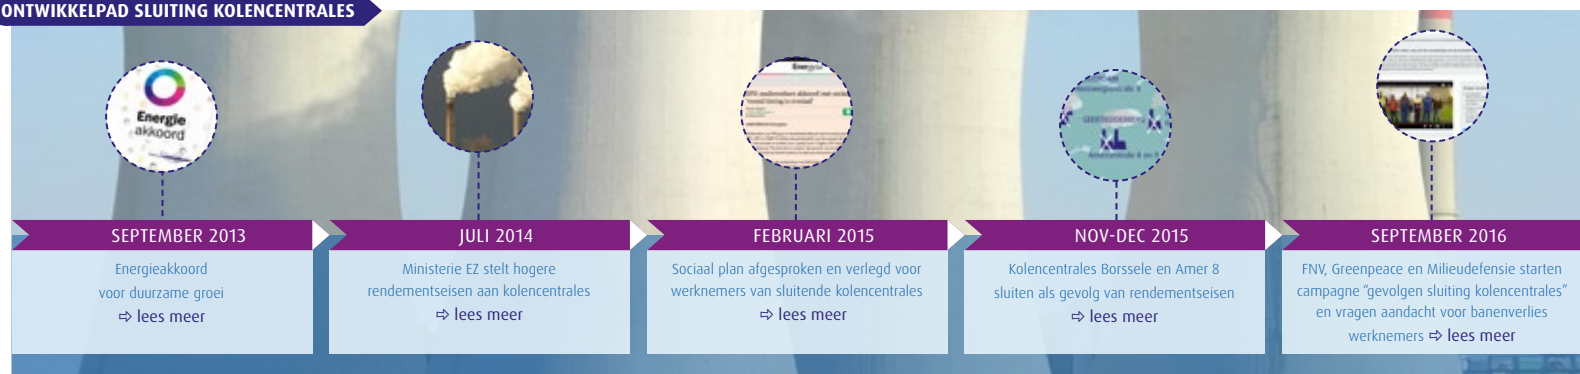 ONTWIKKELPAD SLUITING KOLENCENTRALES
Energie
akkoord
SEPTEMBER 2013
Energieakkoord
voor duurzame groei
⇨ lees meer
JULI 2014
Ministerie EZ stelt hogere
rendementseisen aan kolencentrales
⇨ lees meer
FEBRUARI 2015
Sociaal plan afgesproken en verlegd voor
werknemers van sluitende kolencentrales
⇨ lees meer
NOV-DEC 2015
Kolencentrales Borssele en Amer 8
sluiten als gevolg van rendementseisen
⇨ lees meer
SEPTEMBER 2016
FNV, Greenpeace en Milieudefensie starten
campagne “gevolgen sluiting kolencentrales”
en vragen aandacht voor banenverlies
werknemers ⇨ lees meer